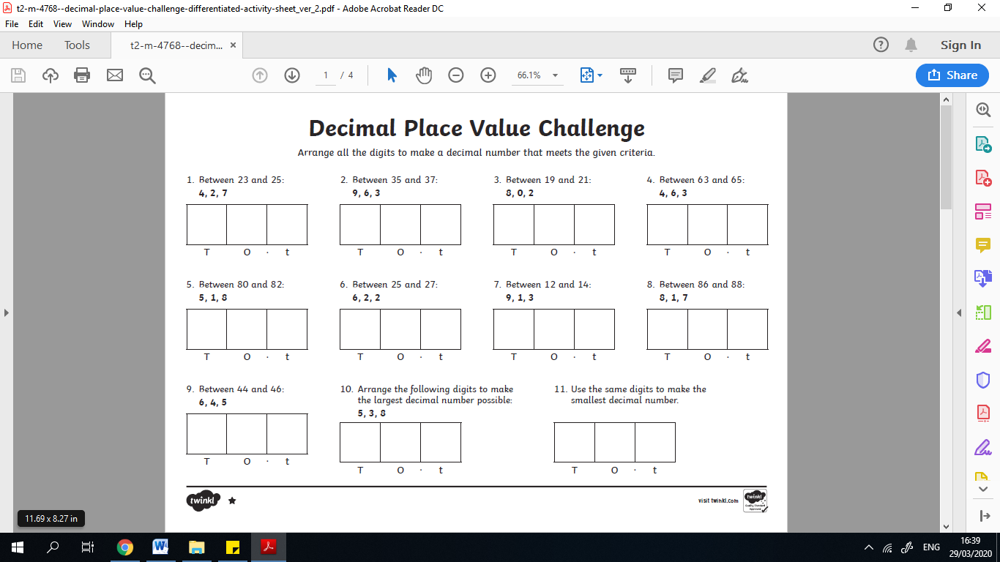 t2-m-4768--decimal-place-value-challenge-differentiated-activity-sheet_ver_2.pdf - Adobe Acrobat Reader DC
File Edit View Window Help
Home Tools t2-m-4768--decim... × Sign In
1 / 4 66.1% Share
Decimal Place Value Challenge
Arrange all the digits to make a decimal number that meets the given criteria.
1. Between 23 and 25:
4, 2, 7
T O · t
2. Between 35 and 37:
9, 6, 3
T O · t
3. Between 19 and 21:
8, 0, 2
T O · t
4. Between 63 and 65:
4, 6, 3
T O · t
5. Between 80 and 82:
5, 1, 8
T O · t
6. Between 25 and 27:
6, 2, 2
T O · t
7. Between 12 and 14:
9, 1, 3
T O · t
8. Between 86 and 88:
8, 1, 7
T O · t
9. Between 44 and 46:
6, 4, 5
T O · t
10. Arrange the following digits to make
the largest decimal number possible:
5, 3, 8
T O · t
11. Use the same digits to make the
smallest decimal number.
T O · t
twinkl
visit twinkl.com
twinkl
Quality Standard
Approved
11.69 x 8.27 in
ENG
16:39
29/03/2020